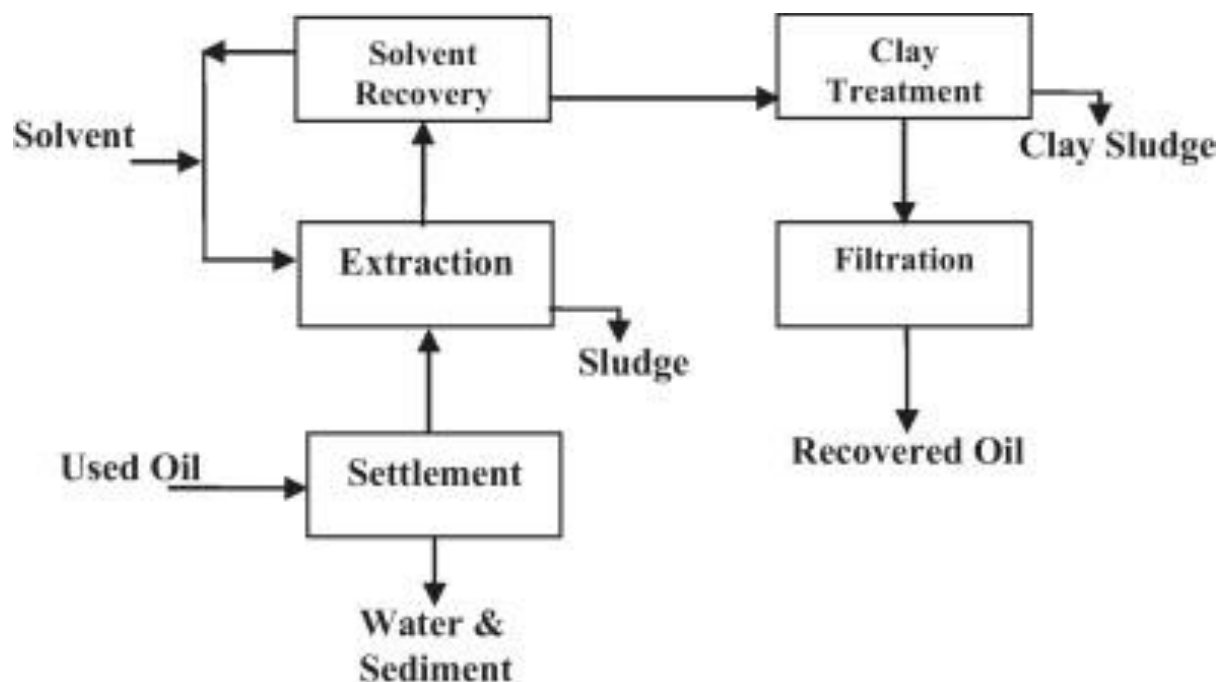 Solvent
Recovery
Clay
Treatment
Solvent
Clay Sludge
Extraction
Filtration
Sludge
Used Oil
Settlement
Recovered Oil
Water &
Sediment